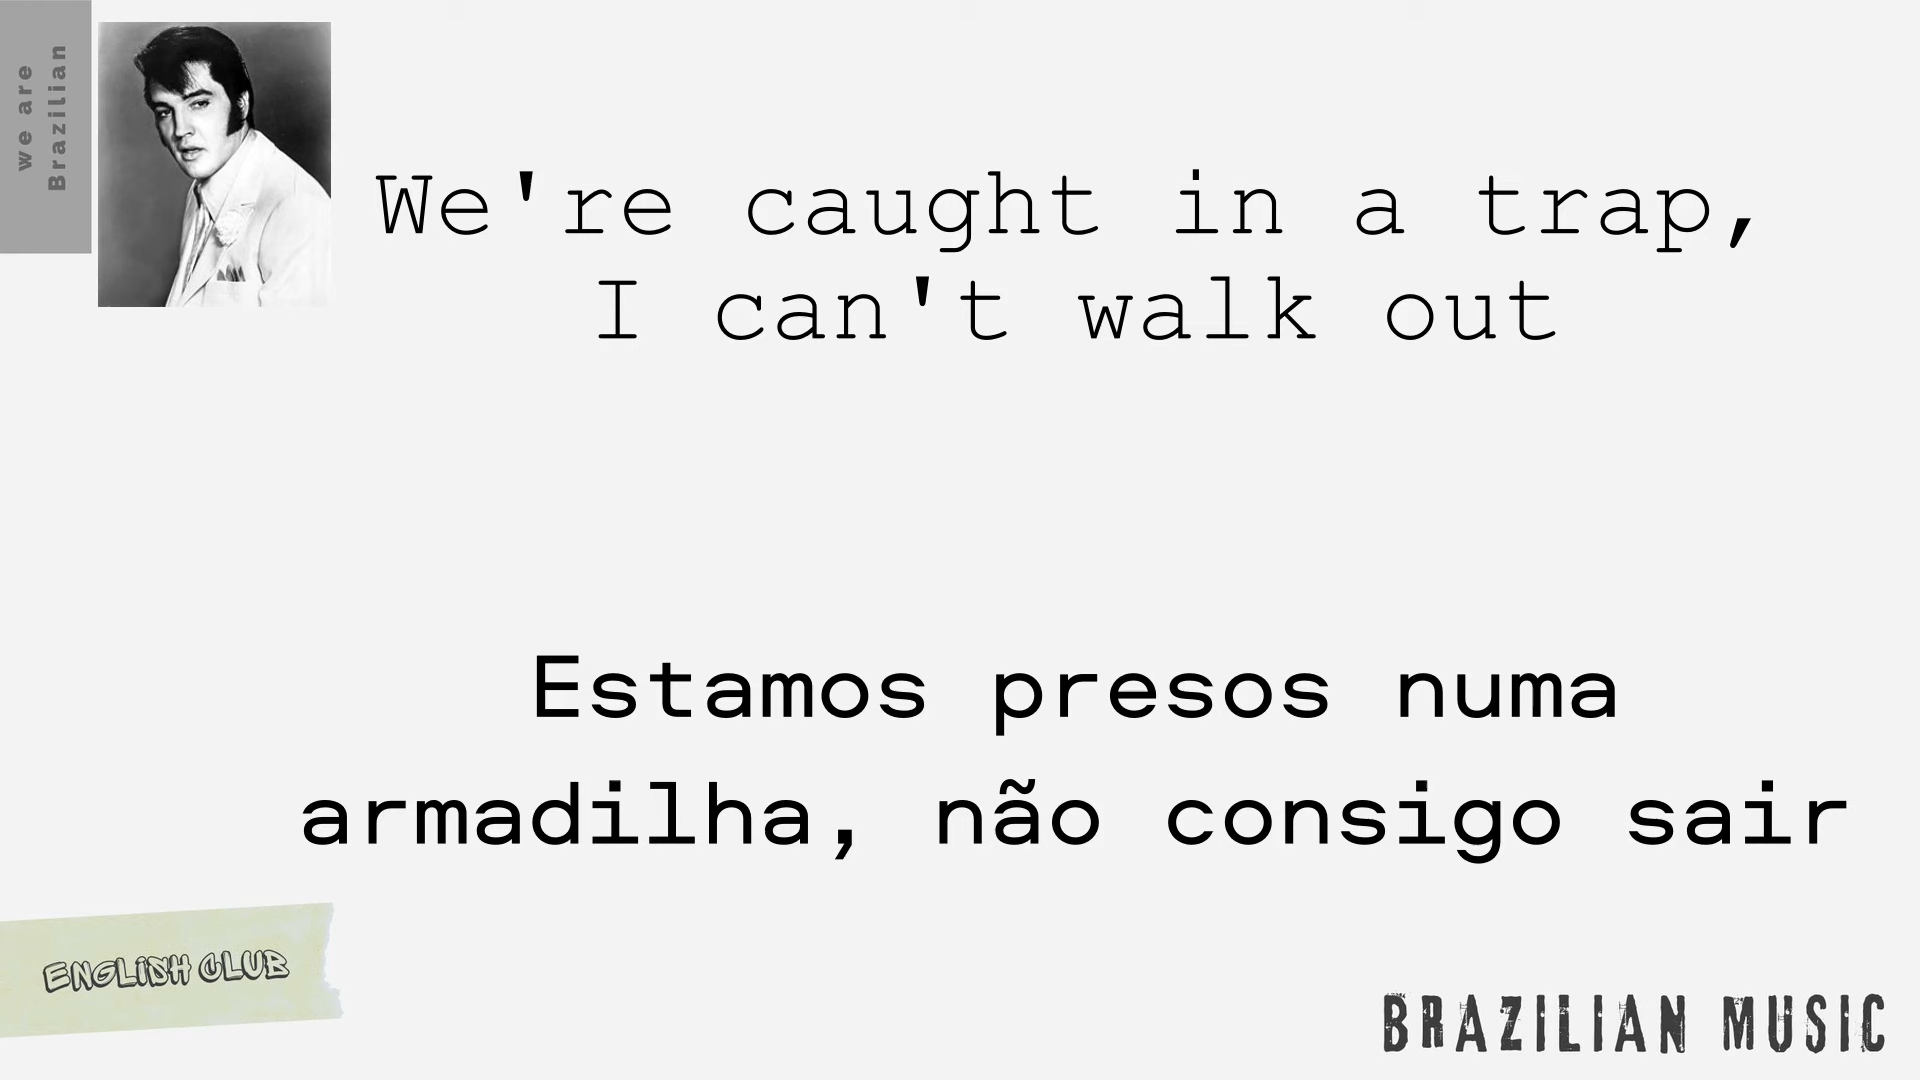 we are
Brazilian
We're caught in a trap,
I can't walk out
Estamos presos numa
armadilha, não consigo sair
ENGLISH CLUB
BRAZILIAN MUSIC